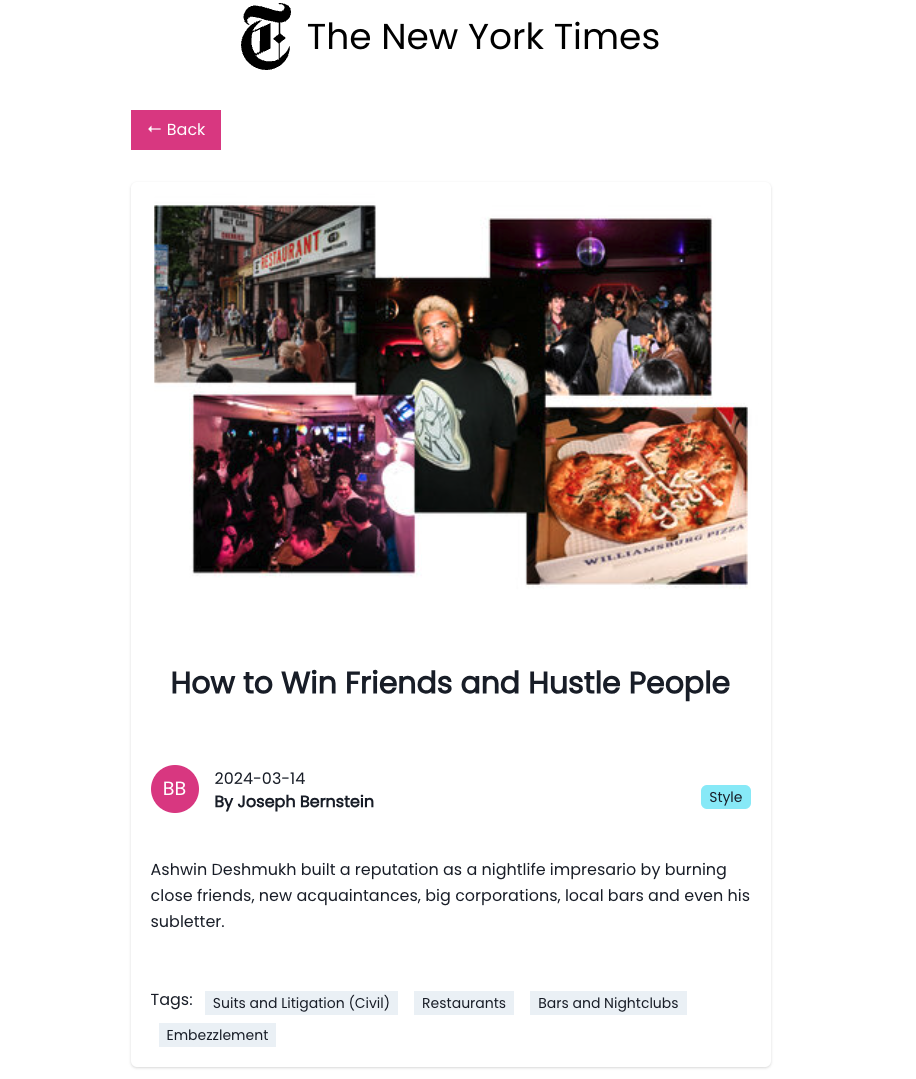 The New York Times
← Back
RESTAURANT
WILLIAMSBURG PIZZA
How to Win Friends and Hustle People
BB
2024-03-14
By Joseph Bernstein
Style
Ashwin Deshmukh built a reputation as a nightlife impresario by burning
close friends, new acquaintances, big corporations, local bars and even his
subletter.
Tags:
Suits and Litigation (Civil)
Restaurants
Bars and Nightclubs
Embezzlement